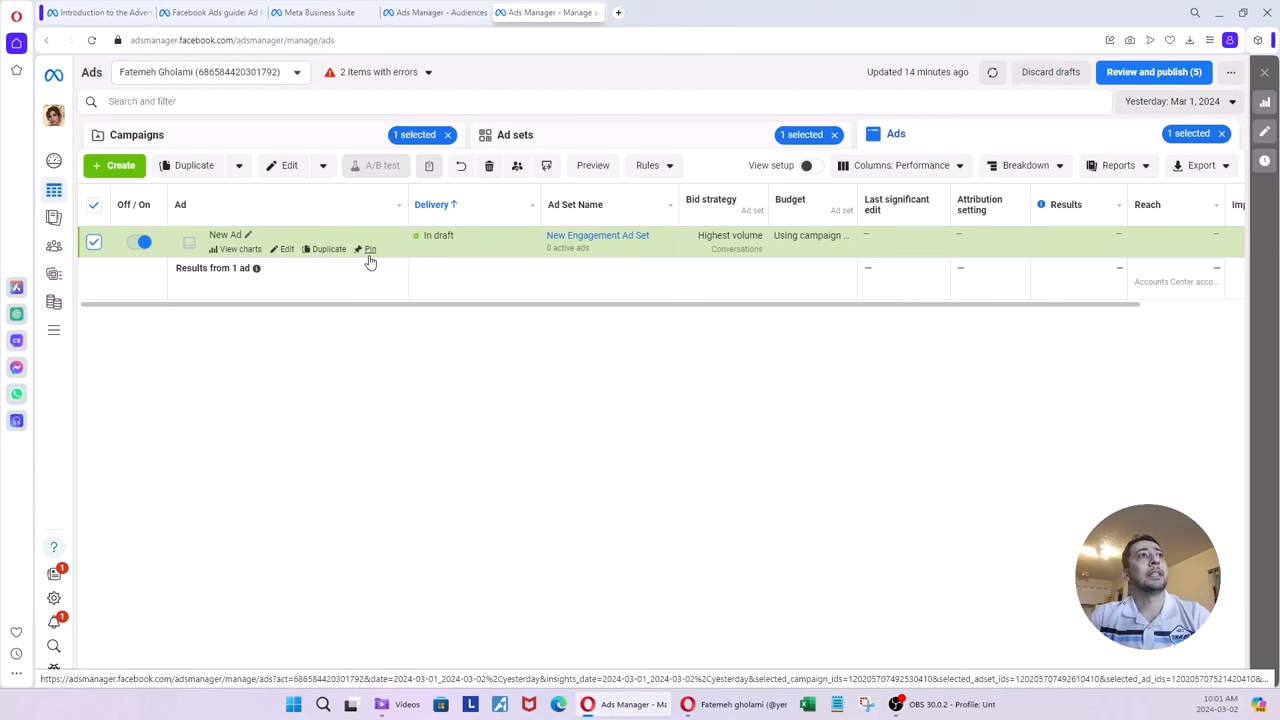 Introduction to the Adver
Facebook Ads guide: Ad f
Meta Business Suite
Ads Manager - Audiences
Ads Manager - Manage a
adsmanager.facebook.com/adsmanager/manage/ads
Ads
Fatemeh Gholami (686584420301792)
2 items with errors
Updated 14 minutes ago
Discard drafts
Review and publish (5)
Search and filter
Yesterday: Mar 1, 2024
Campaigns
1 selected
Ad sets
1 selected
Ads
1 selected
+ Create
Duplicate
Edit
A/B test
Preview
Rules
View setup
Columns: Performance
Breakdown
Reports
Export
Off / On
Ad
Delivery ↑
Ad Set Name
Bid strategy
Ad set
Budget
Ad set
Last significant
edit
Attribution
setting
Results
Reach
Imp
New Ad
View charts
Edit
Duplicate
Pin
In draft
New Engagement Ad Set
0 active ads
Highest volume
Conversations
Using campaign ...
—
—
—
—
Results from 1 ad
—
—
—
—
Accounts Center acco...
CS
?
1
1
https://adsmanager.facebook.com/adsmanager/manage/ads?act=686584420301792&date=2024-03-01_2024-03-02%2Cyesterday&insights_date=2024-03-01_2024-03-02%2Cyesterday&selected_campaign_ids=120205707492530410&selected_adset_ids=120205707492610410&selected_ad_ids=120205707521420410&...
Videos
L
Ads Manager - Ma
Fatemeh gholami (@yes
OBS 30.0.2 - Profile: Unt
10:01 AM
2024-03-02